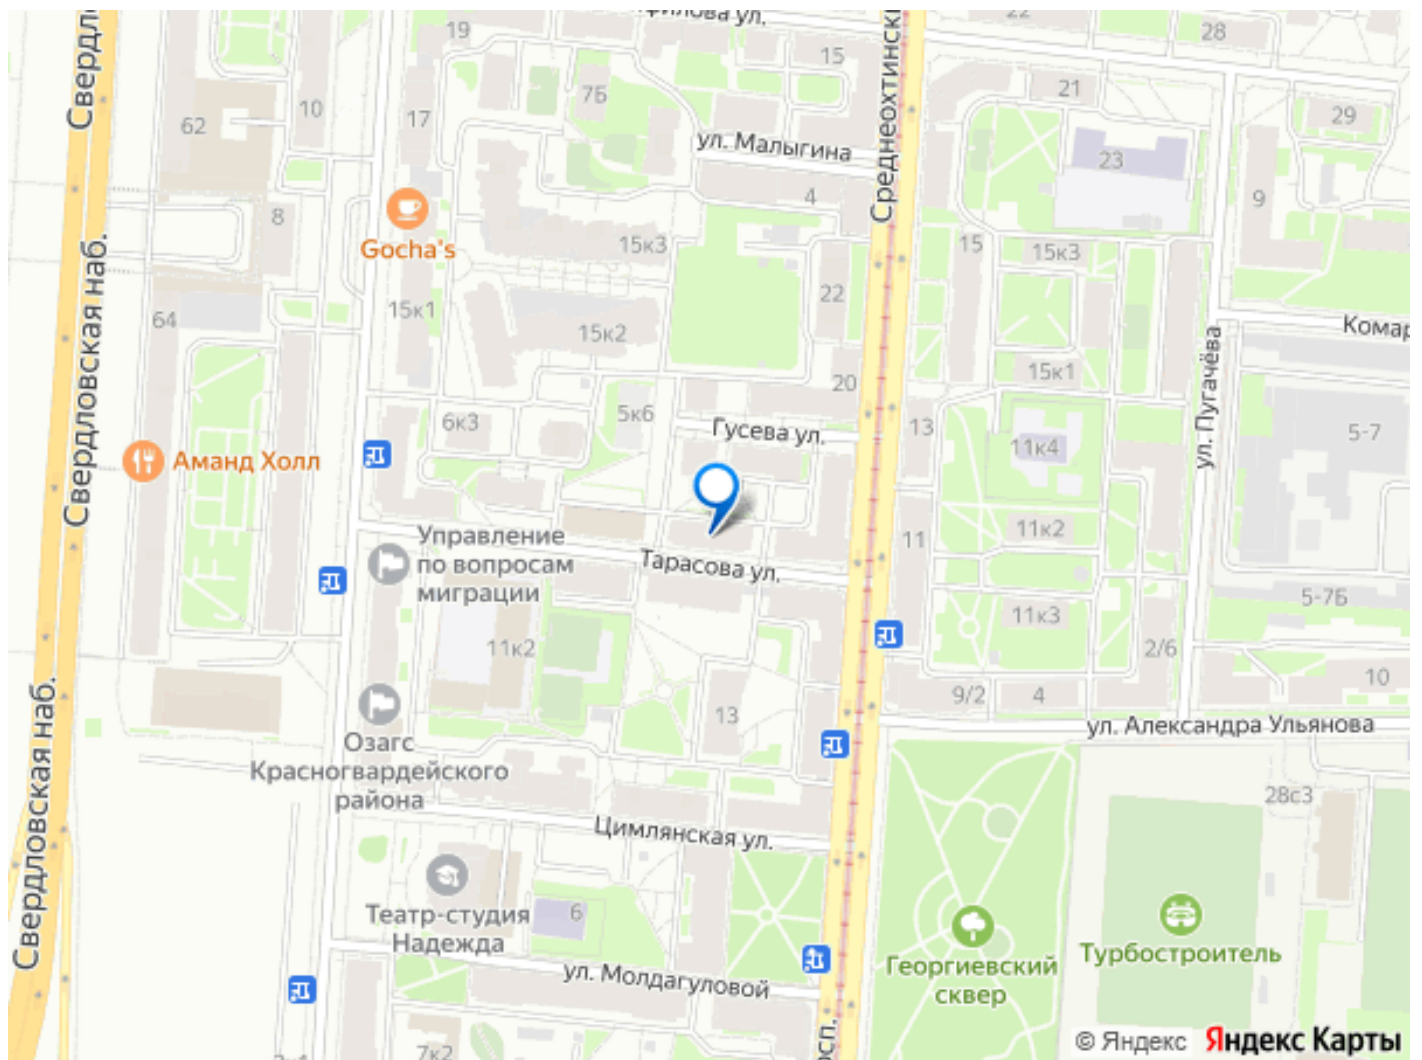 19
15
22
28
Среднеохтинск
Свердл
62
10
17
7Б
ул. Малыгина
21
23
29
4
9
8
Gocha's
15к3
15
15к3
22
Свердловская наб.
64
15к1
15к2
Комар
ул. Пугачёва
20
15к1
6к3
5к6
Гусева ул.
13
11к4
5-7
Аманд Холл
Управление
по вопросам
миграции
Тарасова ул.
11
11к2
11к3
5-7Б
11к2
2/6
13
9/2
4
10
ул. Александра Ульянова
Озагс
Красногвардейского
района
Свердловская наб.
28с3
Цимлянская ул.
Театр-студия
Надежда
6
Георгиевский
сквер
Турбостроитель
ул. Молдагуловой
7к2
© Яндекс Яндекс Карты